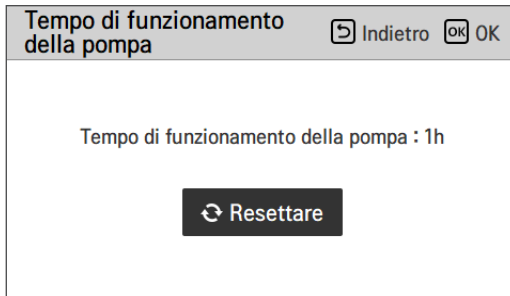 Tempo di funzionamento
della pompa
Indietro OK OK
Tempo di funzionamento della pompa : 1h
Resettare